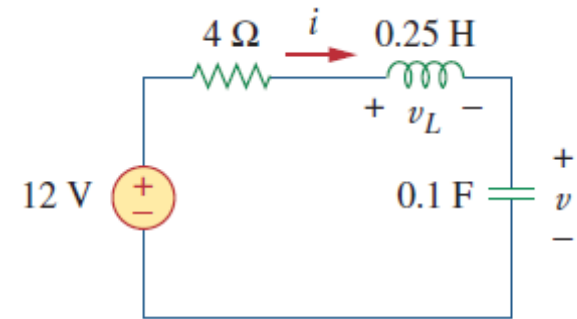 4 Ω i 0.25 H
+ v_L −
12 V + − 0.1 F + v −